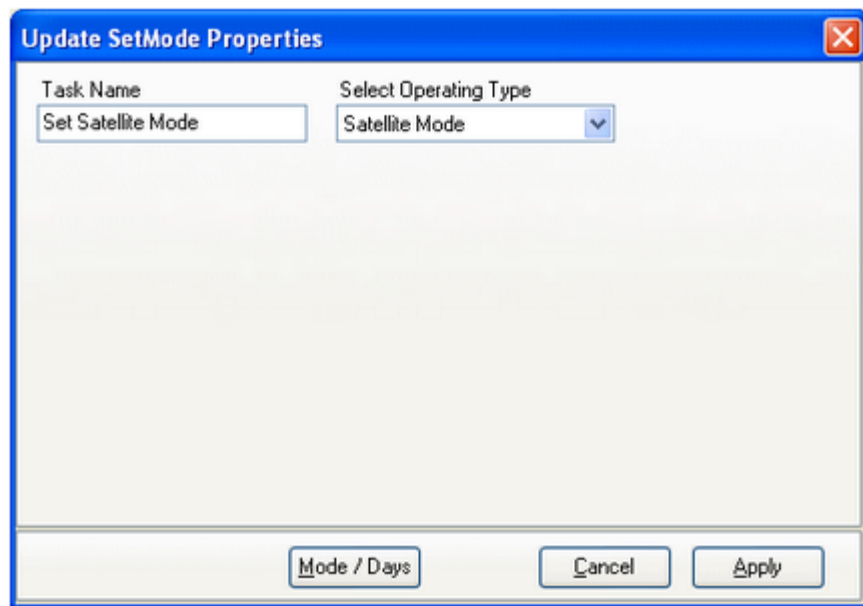 Update SetMode Properties
Task Name Select Operating Type
Set Satellite Mode Satellite Mode
Mode / Days Cancel Apply